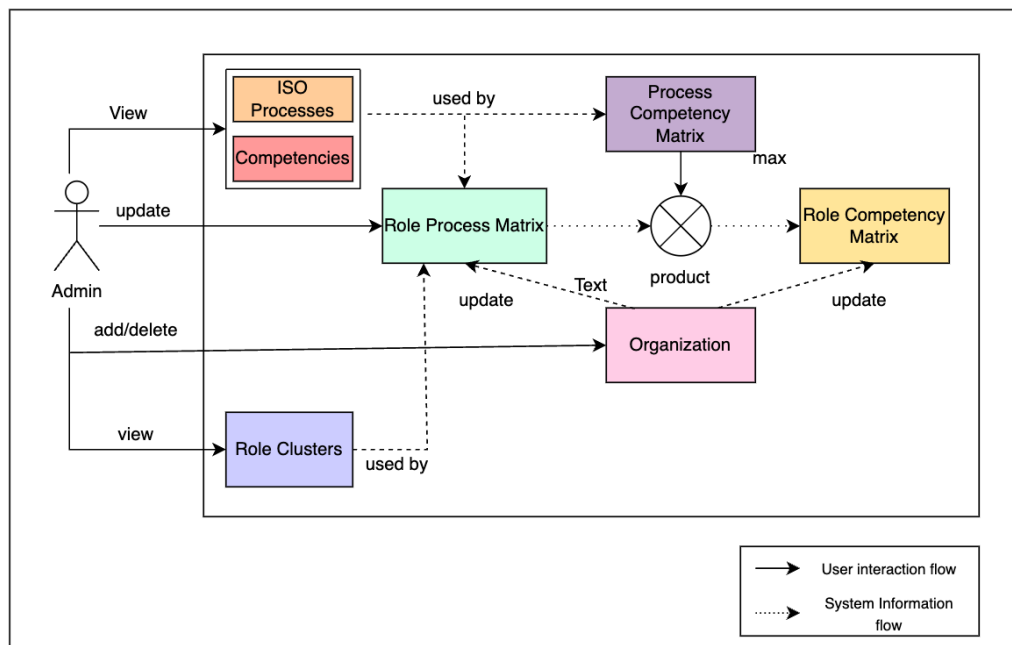 ISO
Processes
Competencies
View
used by
Process
Competency
Matrix
max
update
Role Process Matrix
Role Competency
Matrix
Admin
product
Text
update
update
add/delete
Organization
view
Role Clusters
used by
User interaction flow
System Information
flow